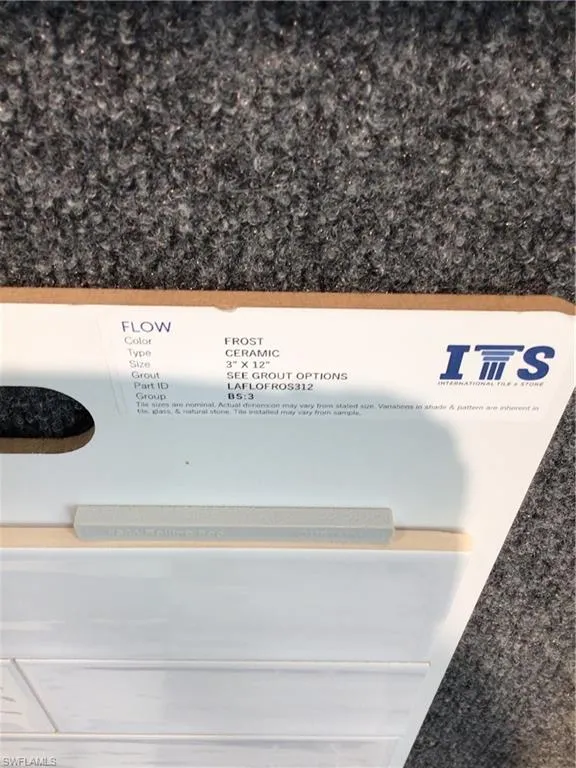 FLOW
Color FROST
Type CERAMIC
Size 3" X 12"
Grout SEE GROUT OPTIONS
Part ID LAFLOFROS312
Group BS:3
Tile sizes are nominal. Actual dimension may vary from stated size. Variations in shade & pattern are inherent in
tile, glass, & natural stone. Tile installed may vary from sample.
ITS
INTERNATIONAL TILE & STONE
SWFLAMLS